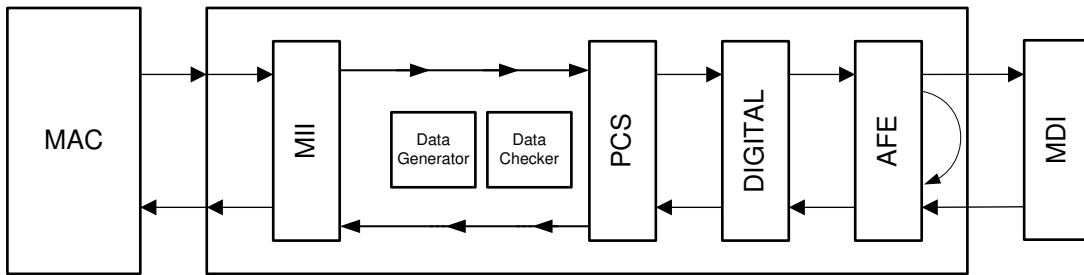 MAC
MII
Data
Generator
Data
Checker
PCS
DIGITAL
AFE
MDI